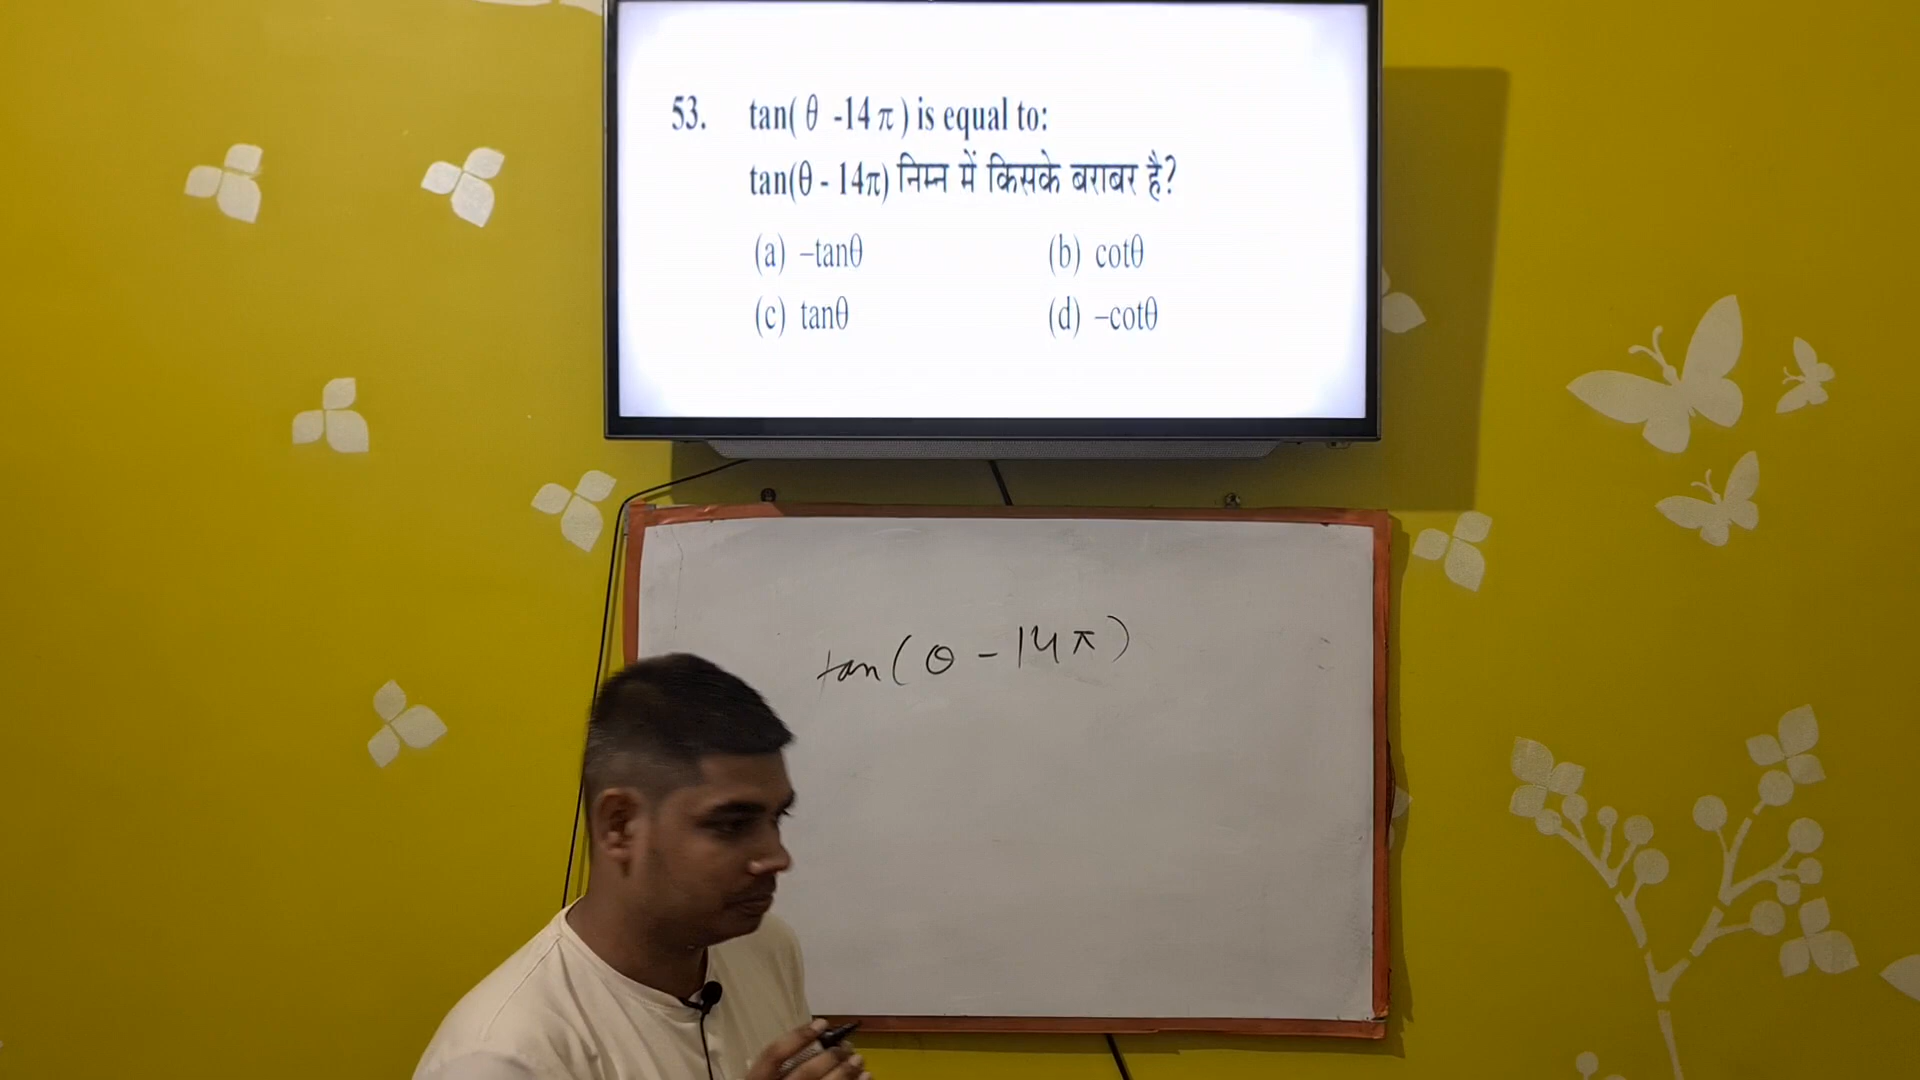 53. tan( θ -14 π ) is equal to:
tan(θ - 14π) निम्न में किसके बराबर है?
(a) –tanθ (b) cotθ
(c) tanθ (d) –cotθ
tan(θ - 14π)